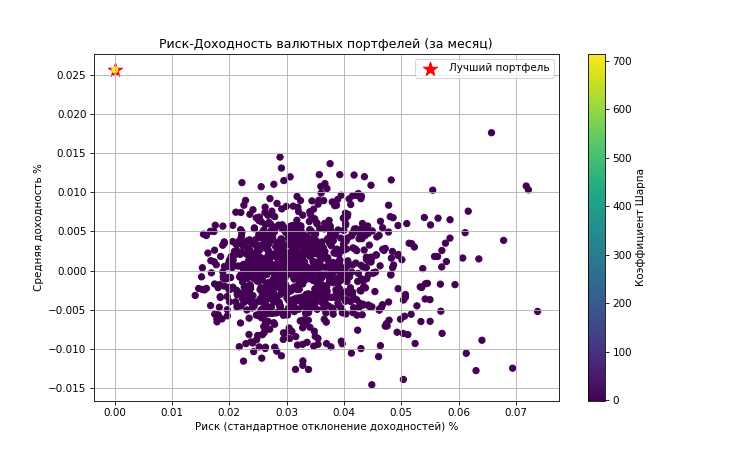 Риск-Доходность валютных портфелей (за месяц)
Лучший портфель
Средняя доходность %
0.025
0.020
0.015
0.010
0.005
0.000
−0.005
−0.010
−0.015
0.00 0.01 0.02 0.03 0.04 0.05 0.06 0.07
Риск (стандартное отклонение доходностей) %
700
600
500
400
300
200
100
0
Коэффициент Шарпа